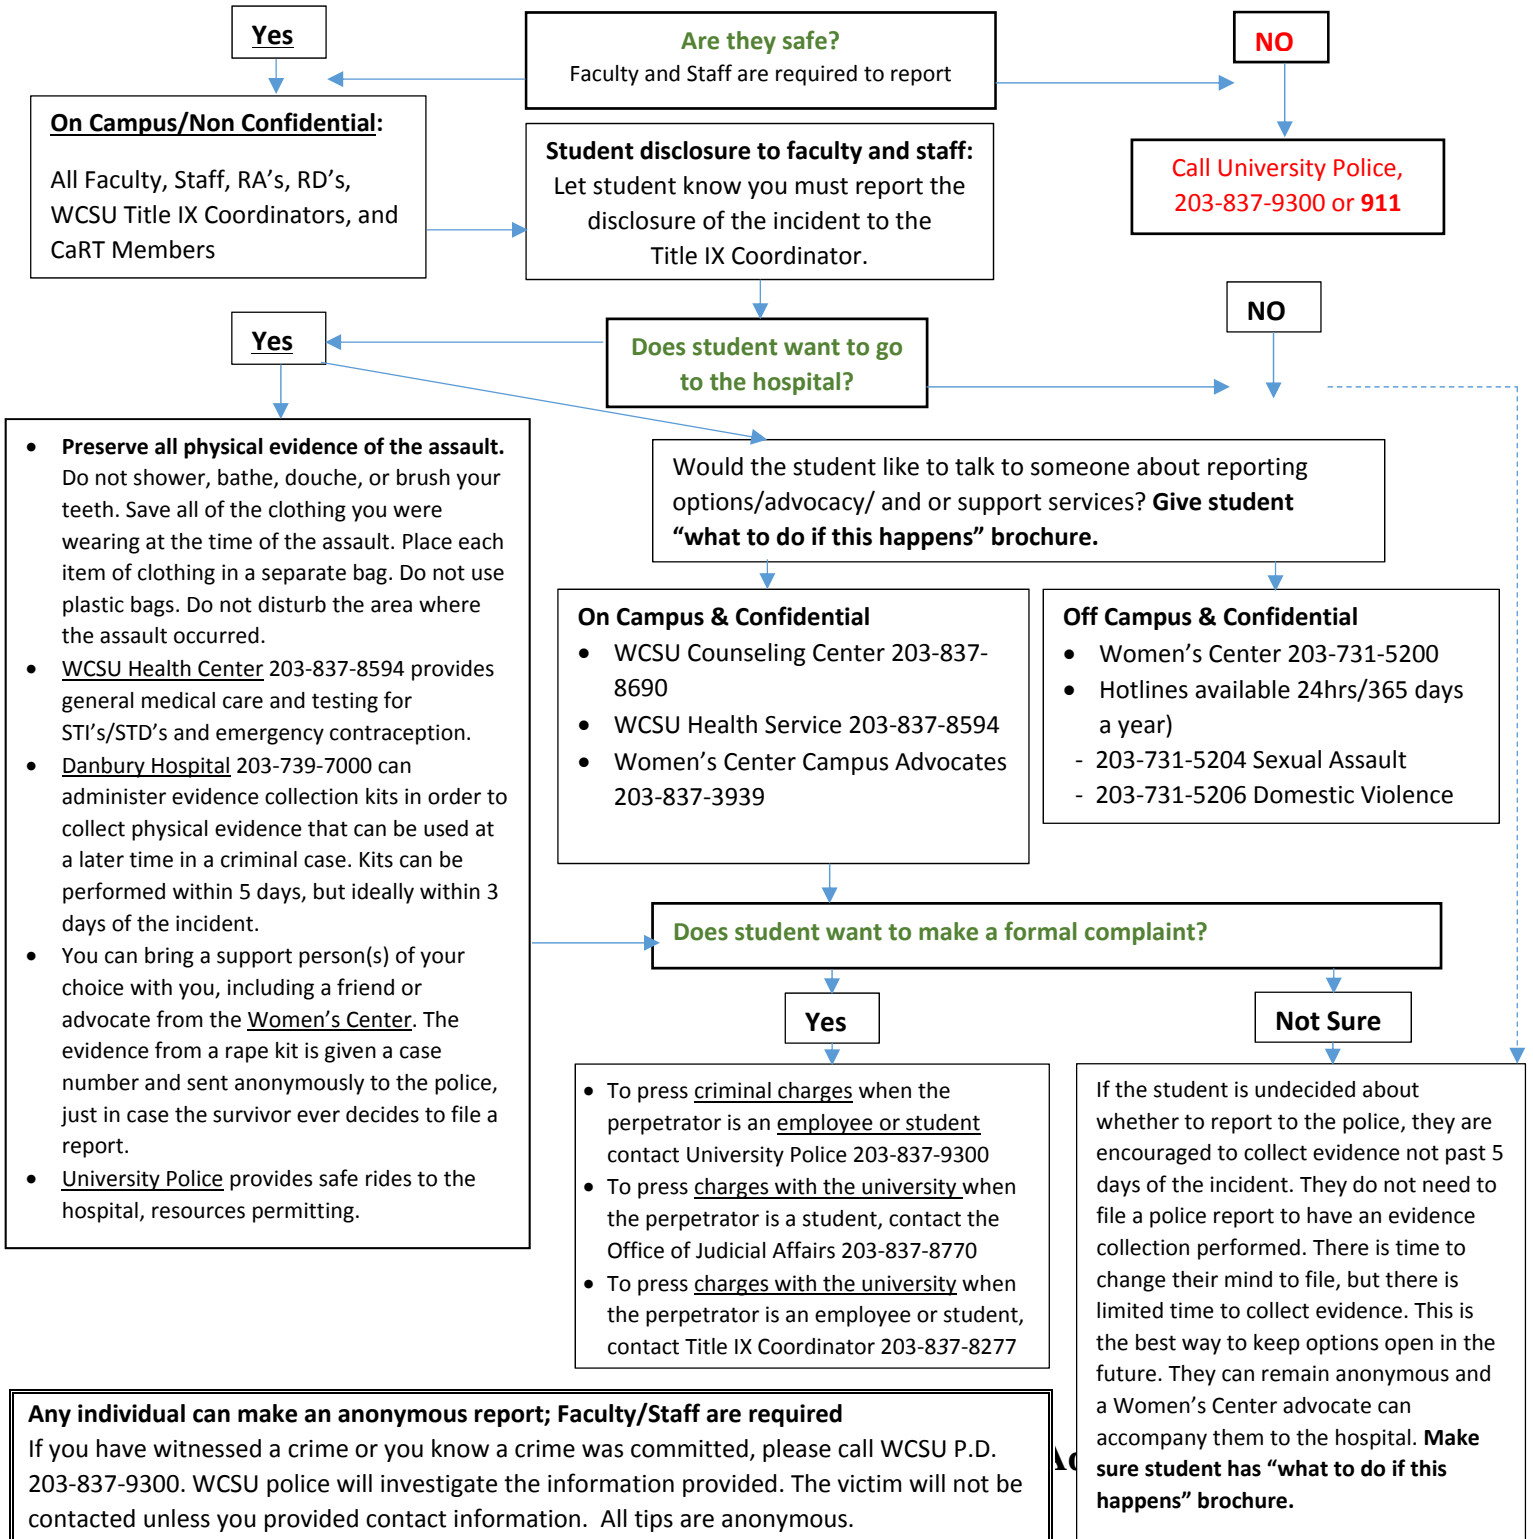 Yes
Are they safe?
Faculty and Staff are required to report
NO
On Campus/Non Confidential:
All Faculty, Staff, RA’s, RD’s,
WCSU Title IX Coordinators, and
CaRT Members
Student disclosure to faculty and staff:
Let student know you must report the
disclosure of the incident to the
Title IX Coordinator.
Call University Police,
203-837-9300 or 911
Yes
Does student want to go
to the hospital?
NO
• Preserve all physical evidence of the assault.
Do not shower, bathe, douche, or brush your
teeth. Save all of the clothing you were
wearing at the time of the assault. Place each
item of clothing in a separate bag. Do not use
plastic bags. Do not disturb the area where
the assault occurred.
• WCSU Health Center 203-837-8594 provides
general medical care and testing for
STI’s/STD’s and emergency contraception.
• Danbury Hospital 203-739-7000 can
administer evidence collection kits in order to
collect physical evidence that can be used at
a later time in a criminal case. Kits can be
performed within 5 days, but ideally within 3
days of the incident.
• You can bring a support person(s) of your
choice with you, including a friend or
advocate from the Women’s Center. The
evidence from a rape kit is given a case
number and sent anonymously to the police,
just in case the survivor ever decides to file a
report.
• University Police provides safe rides to the
hospital, resources permitting.
Would the student like to talk to someone about reporting
options/advocacy/ and or support services? Give student
“what to do if this happens” brochure.
On Campus & Confidential
• WCSU Counseling Center 203-837-
8690
• WCSU Health Service 203-837-8594
• Women’s Center Campus Advocates
203-837-3939
Off Campus & Confidential
• Women’s Center 203-731-5200
• Hotlines available 24hrs/365 days
a year)
- 203-731-5204 Sexual Assault
- 203-731-5206 Domestic Violence
Does student want to make a formal complaint?
Yes
Not Sure
• To press criminal charges when the
perpetrator is an employee or student
contact University Police 203-837-9300
• To press charges with the university when
the perpetrator is a student, contact the
Office of Judicial Affairs 203-837-8770
• To press charges with the university when
the perpetrator is an employee or student,
contact Title IX Coordinator 203-837-8277
If the student is undecided about
whether to report to the police, they are
encouraged to collect evidence not past 5
days of the incident. They do not need to
file a police report to have an evidence
collection performed. There is time to
change their mind to file, but there is
limited time to collect evidence. This is
the best way to keep options open in the
future. They can remain anonymous and
a Women’s Center advocate can
accompany them to the hospital. Make
sure student has “what to do if this
happens” brochure.
Any individual can make an anonymous report; Faculty/Staff are required
If you have witnessed a crime or you know a crime was committed, please call WCSU P.D.
203-837-9300. WCSU police will investigate the information provided. The victim will not be
contacted unless you provided contact information. All tips are anonymous.